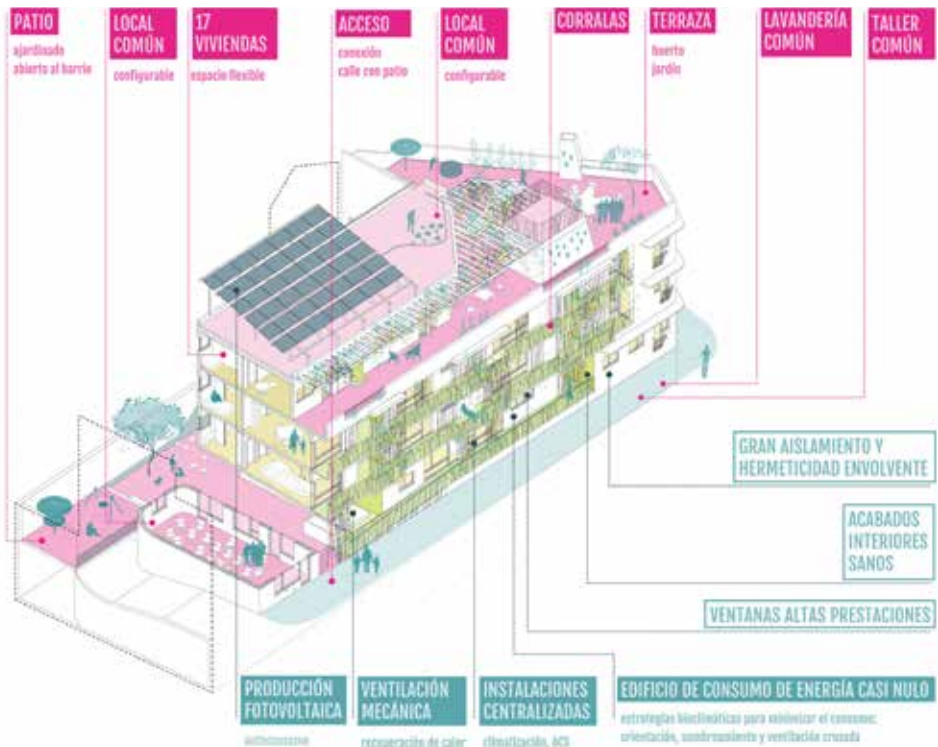 PATIO
ajardinado
abierto al barrio
LOCAL
COMÚN
configurable
17
VIVIENDAS
espacio flexible
ACCESO
conexión
calle con patio
LOCAL
COMÚN
configurable
CORRALAS
TERRAZA
huerto
jardín
LAVANDERÍA
COMÚN
TALLER
COMÚN
GRAN AISLAMIENTO Y
HERMETICIDAD ENVOLVENTE
ACABADOS
INTERIORES
SANOS
VENTANAS ALTAS PRESTACIONES
PRODUCCIÓN
FOTOVOLTAICA
autoconsumo
VENTILACIÓN
MECÁNICA
recuperación de calor
INSTALACIONES
CENTRALIZADAS
climatización, ACS
EDIFICIO DE CONSUMO DE ENERGÍA CASI NULO
estrategias bioclimáticas para minimizar el consumo:
orientación, sombreamiento y ventilación cruzada